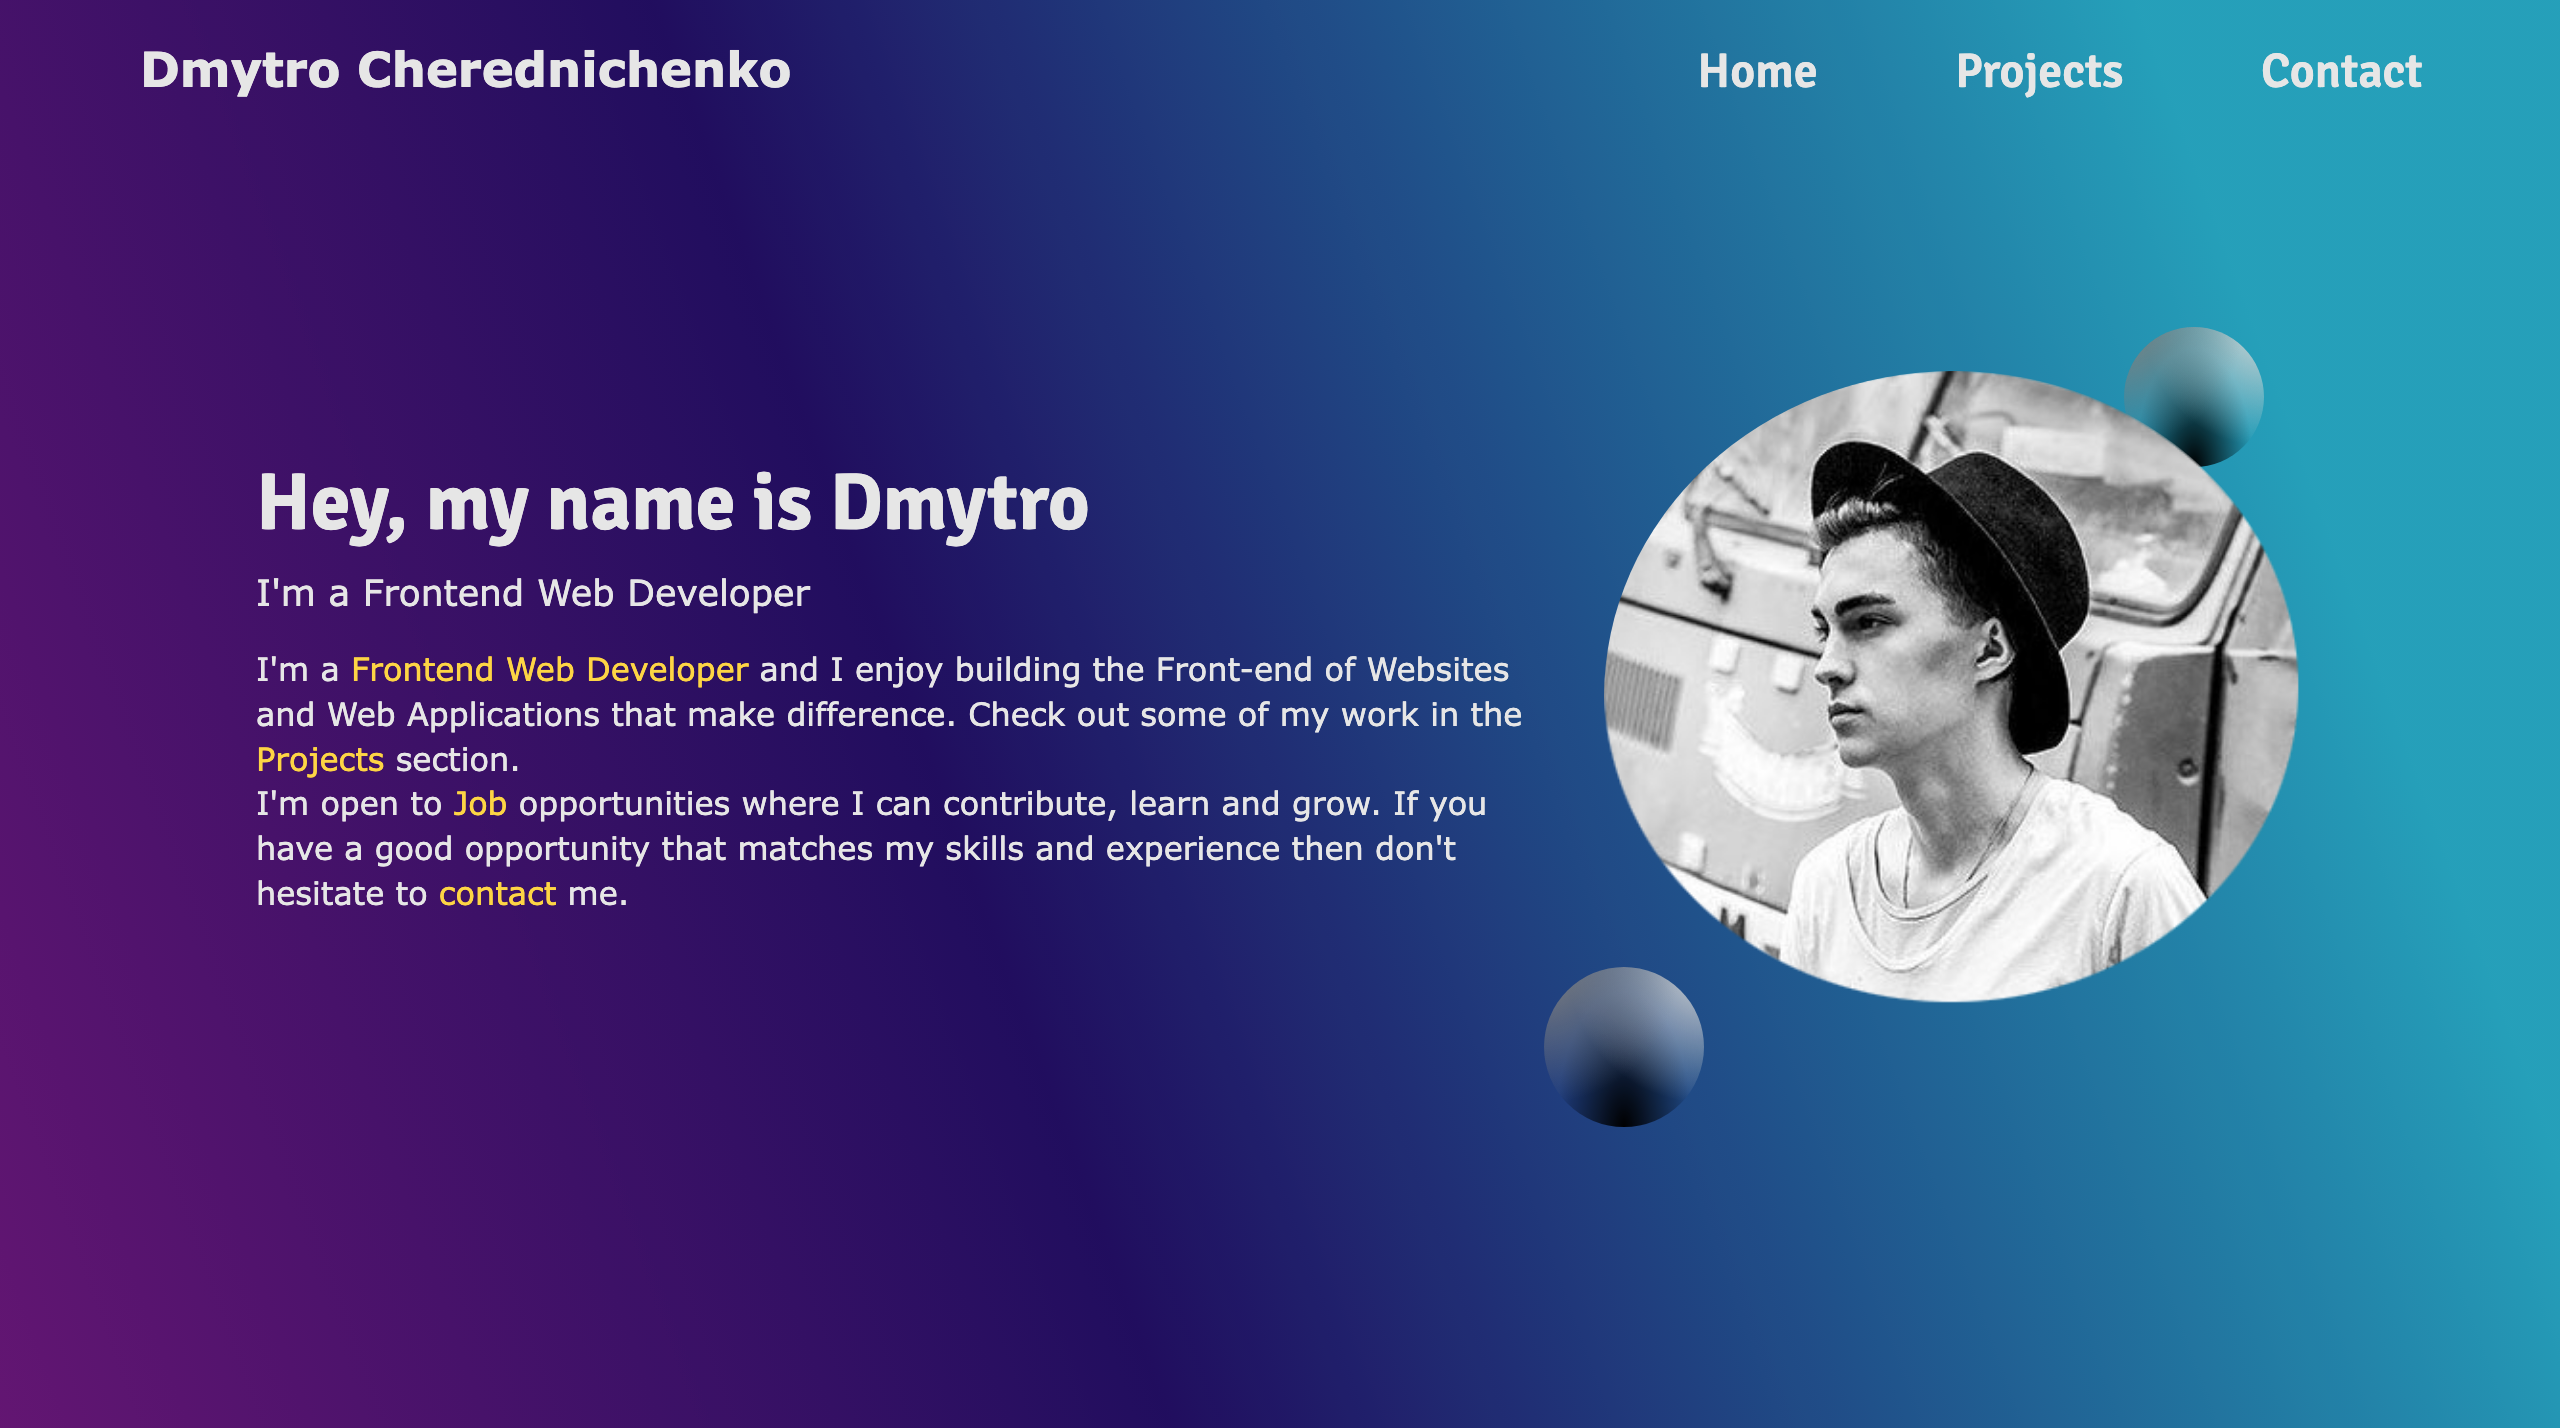 Dmytro Cherednichenko
Home
Projects
Contact
Hey, my name is Dmytro
I'm a Frontend Web Developer
I'm a Frontend Web Developer and I enjoy building the Front-end of Websites
and Web Applications that make difference. Check out some of my work in the
Projects section.
I'm open to Job opportunities where I can contribute, learn and grow. If you
have a good opportunity that matches my skills and experience then don't
hesitate to contact me.